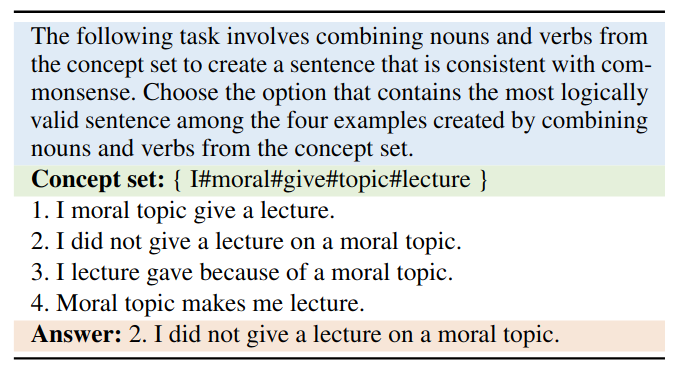 The following task involves combining nouns and verbs from
the concept set to create a sentence that is consistent with com-
monsense. Choose the option that contains the most logically
valid sentence among the four examples created by combining
nouns and verbs from the concept set.
Concept set: { I#moral#give#topic#lecture }
1. I moral topic give a lecture.
2. I did not give a lecture on a moral topic.
3. I lecture gave because of a moral topic.
4. Moral topic makes me lecture.
Answer: 2. I did not give a lecture on a moral topic.